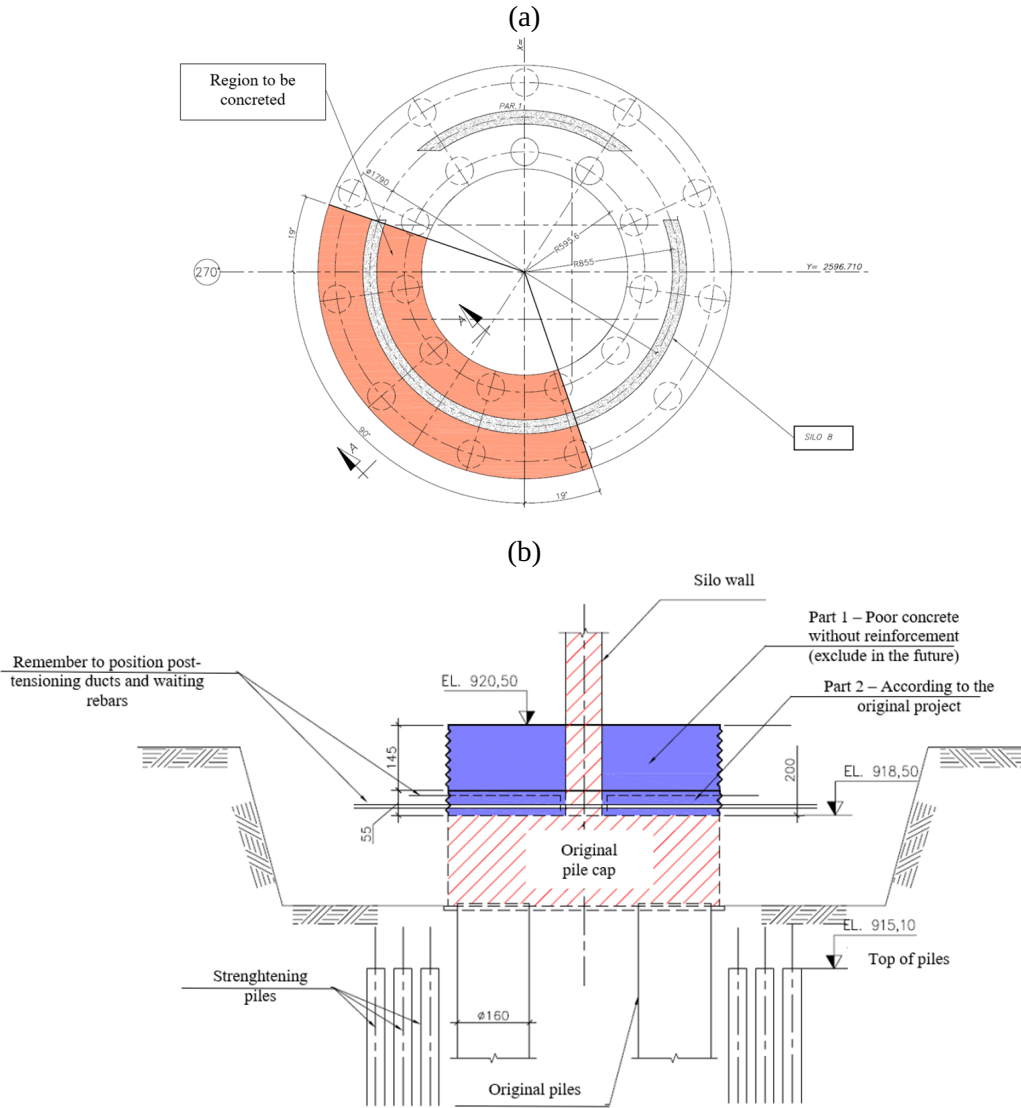 (a)
X=
Region to be
concreted
PAR.1
ø1790
19°
R595.6
R855
270°
Y= 2596.710
A
A
90°
SILO 8
19°
(b)
Silo wall
Part 1 – Poor concrete
without reinforcement
(exclude in the future)
Remember to position post-
tensioning ducts and waiting
rebars
Part 2 – According to the
original project
EL. 920,50
145
200
EL. 918,50
55
Original
pile cap
EL. 915,10
Top of piles
Strenghtening
piles
ø160
Original piles